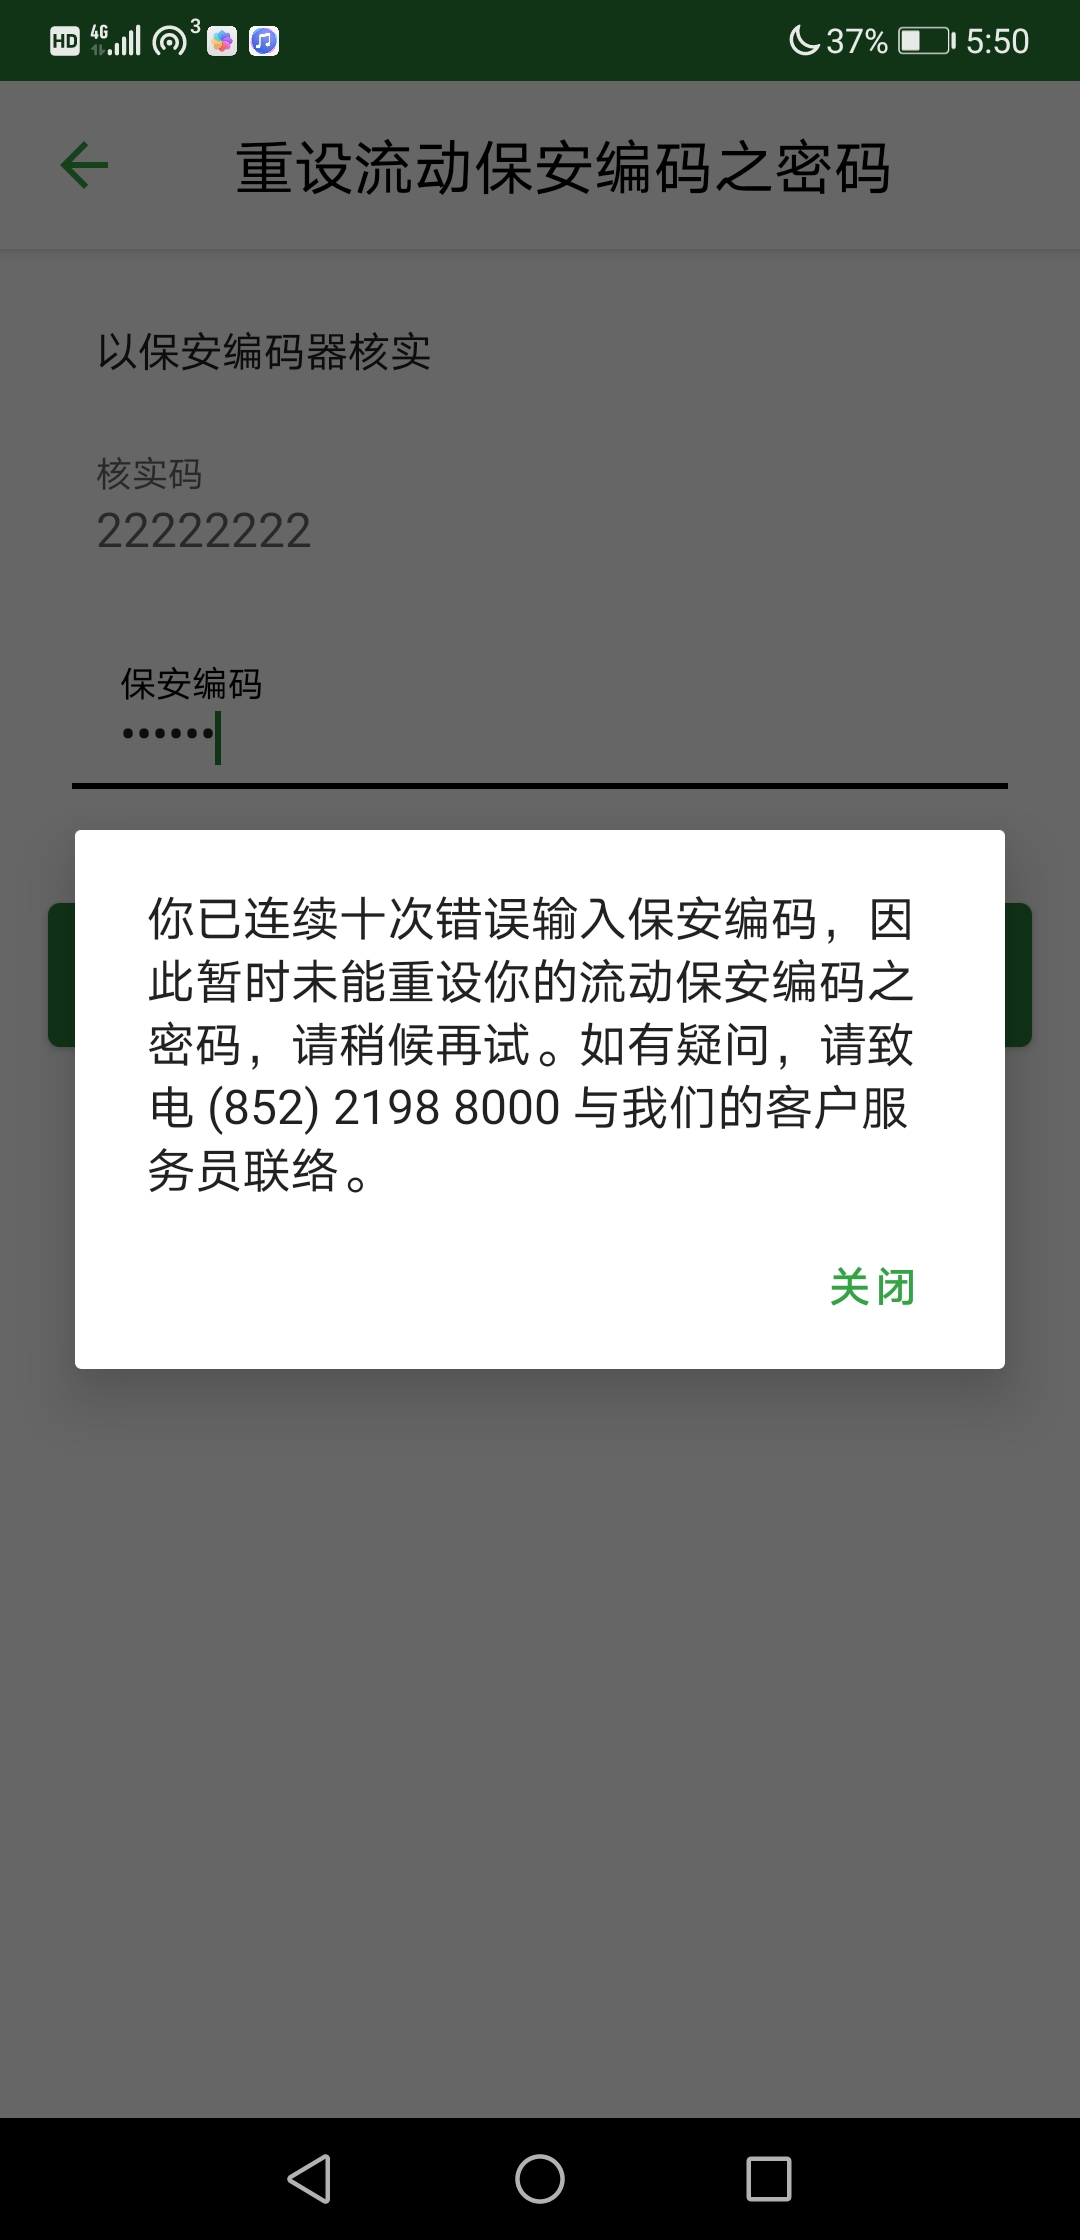 HD 4G 3 37% 5:50
重设流动保安编码之密码
以保安编码器核实
核实码
22222222
保安编码
••••••
你已连续十次错误输入保安编码，因
此暂时未能重设你的流动保安编码之
密码，请稍候再试。如有疑问，请致
电 (852) 2198 8000 与我们的客户服
务员联络。
关闭